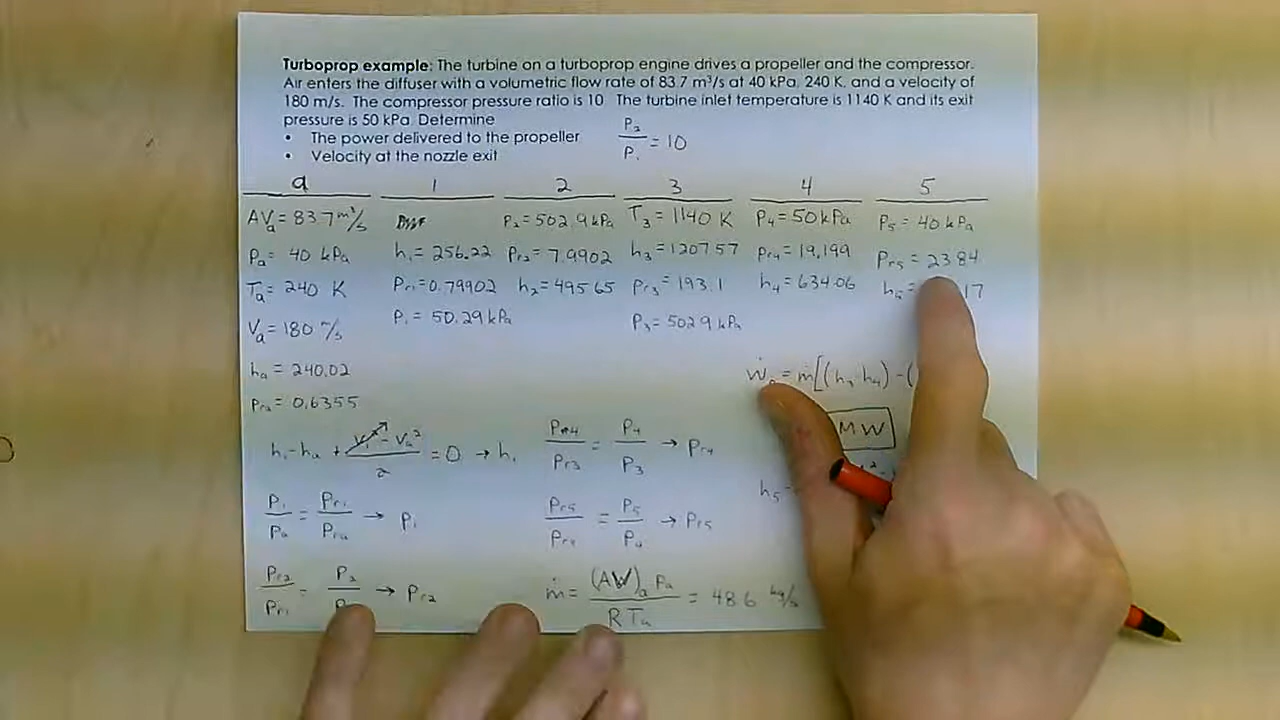 Turboprop example: The turbine on a turboprop engine drives a propeller and the compressor.
Air enters the diffuser with a volumetric flow rate of 83.7 m³/s at 40 kPa, 240 K, and a velocity of
180 m/s. The compressor pressure ratio is 10 The turbine inlet temperature is 1140 K and its exit
pressure is 50 kPa. Determine
• The power delivered to the propeller
• Velocity at the nozzle exit
P₂/P₁ = 10
a 1 2 3 4 5
AVₐ = 83.7 m³/s P₂ = 502.9 kPa T₃ = 1140 K P₄ = 50 kPa P₅ = 40 kPa
Pₐ = 40 kPa h₁ = 256.22 Pr₂ = 7.9902 h₃ = 1207 57 Pr₄ = 19.199 Pr₅ = 23 84
Tₐ = 240 K Pr₁ = 0.79902 h₂ = 495 65 Pr₃ = 193.1 h₄ = 634.06 h₅ = 17
Vₐ = 180 m/s P₁ = 50.29 kPa P₃ = 502 9 kPa
hₐ = 240.02
Prₐ = 0.6355
Ẇ = ṁ[(h₃ h₄) - (
MW
h₁ - hₐ + (V₁² - Vₐ²)/2 = 0 → h₁
Pr₄/Pr₃ = P₄/P₃ → Pr₄
h₅ -
P₁/Pₐ = Pr₁/Prₐ → P₁
Pr₅/Pr₄ = P₅/P₄ → Pr₅
Pr₂/Pr₁ = P₂/P → Pr₂
ṁ = (AV)ₐ Pₐ / R Tₐ = 48.6 kg/s